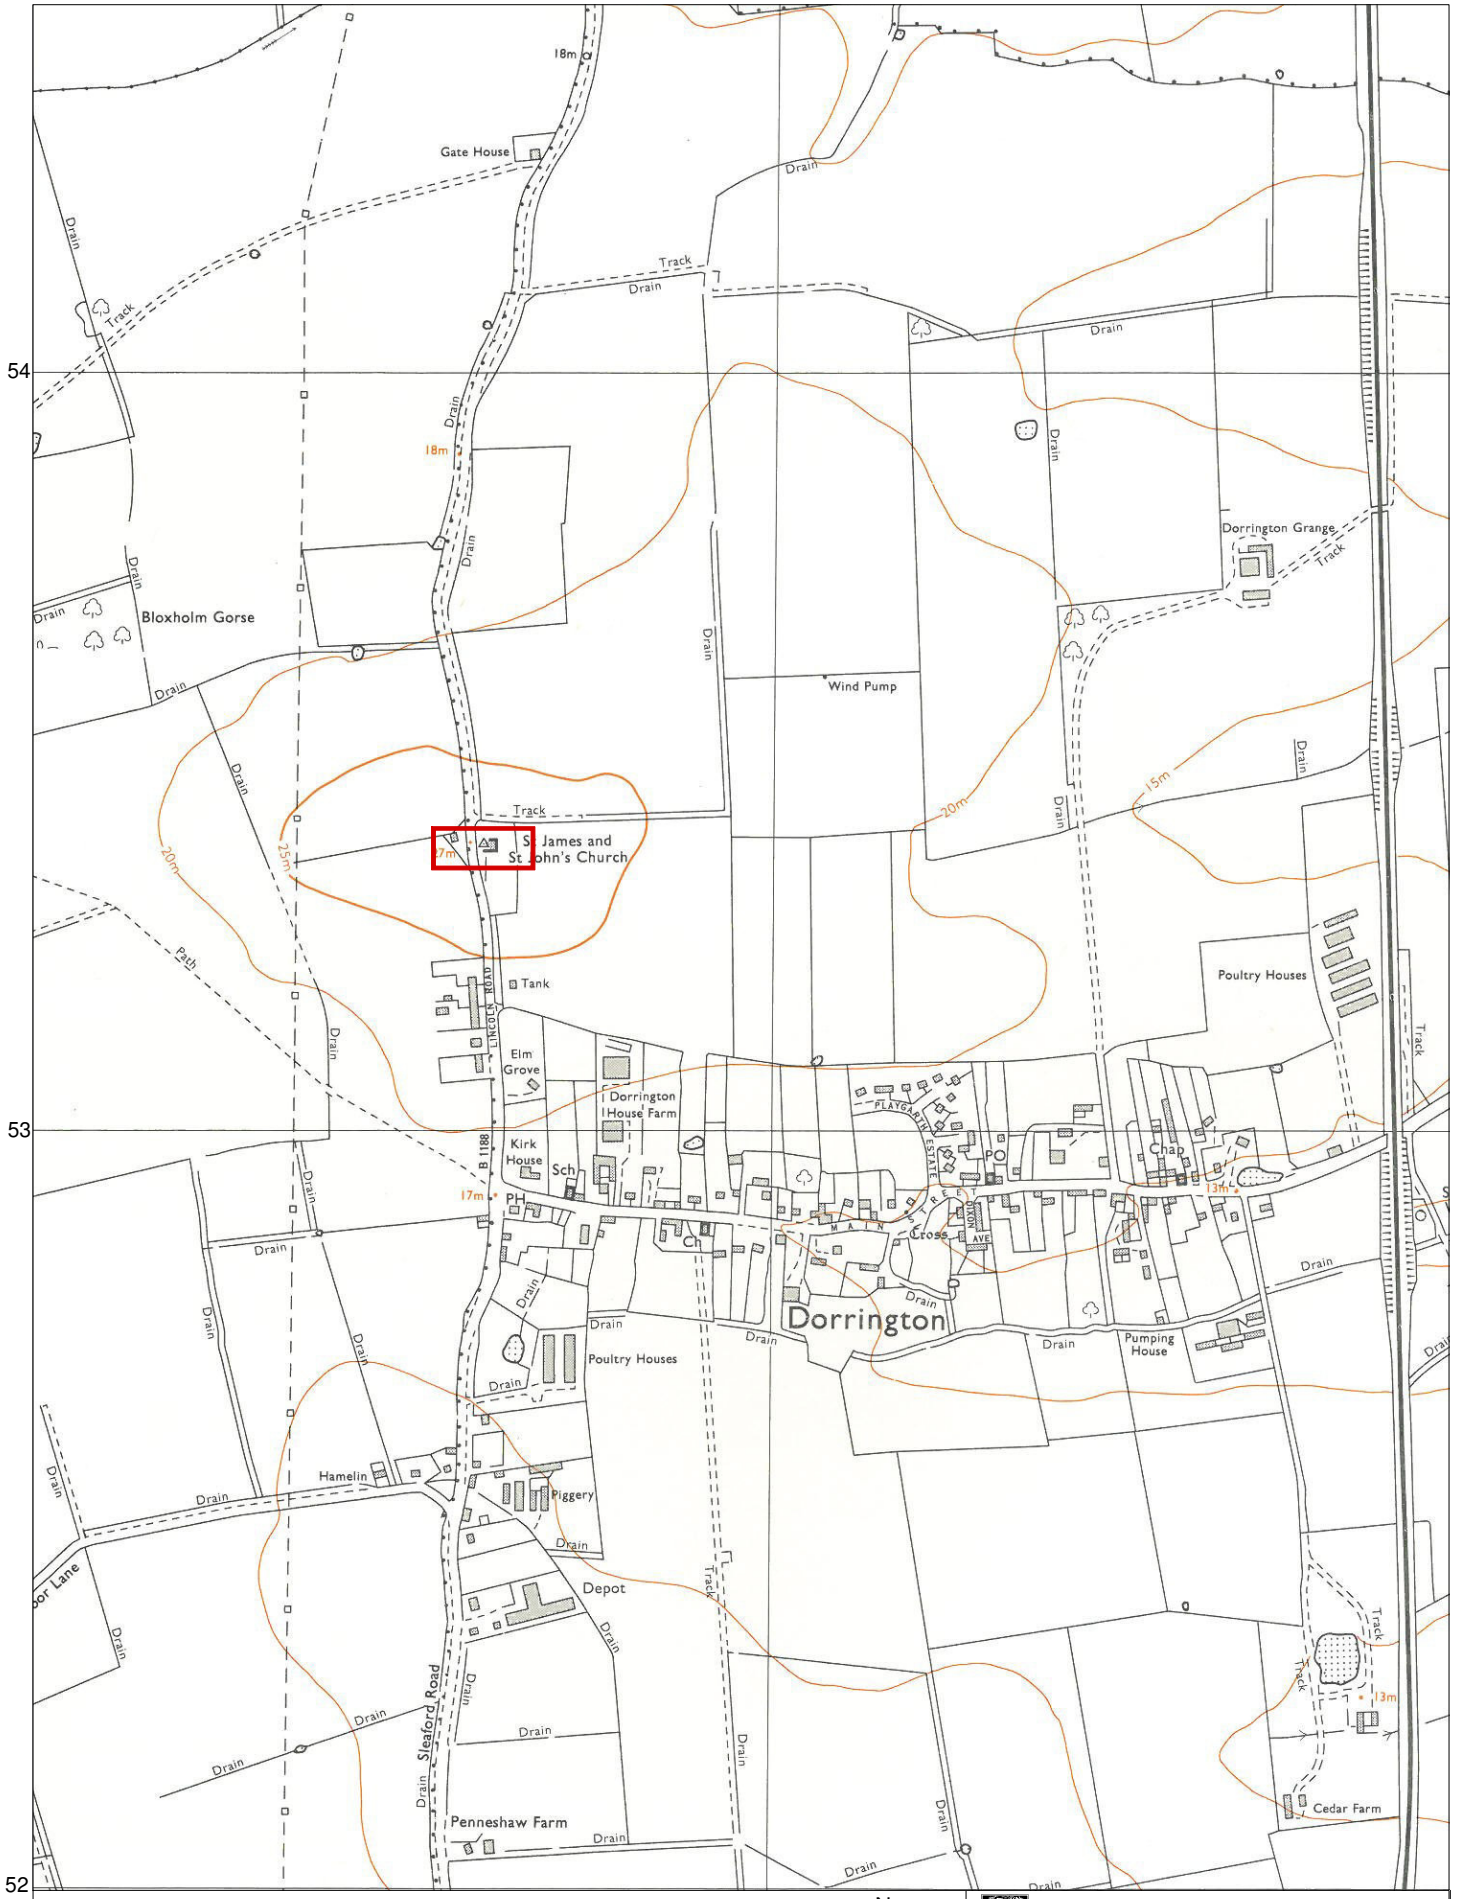 18m
Gate House
Drain
Drain
Track
Drain
Track
Drain
54
Drain
18m
Drain
Drain
Dorrington Grange
Track
Drain
Drain
Bloxholm Gorse
Drain
Drain
Wind Pump
Drain
Drain
15m
20m
Drain
Track
St James and
27m
St John's Church
25m
20m
Path
Poultry Houses
Tank
LINCOLN ROAD
Drain
Track
Elm
Grove
Dorrington
House Farm
PLAYGARTH
ESTATE
53
B 1188
Kirk
House
Sch
PO
Chap
Drain
17m
PH
13m
MAIN STREET
DIXON
AVE
Cross
Ch
Drain
Drain
Drain
Drain
Drain
Dorrington
Drain
Drain
Drain
Drain
Pumping
House
Drain
Poultry Houses
Drain
Hamelin
Drain
Drain
Piggery
Drain
Depot
Track
Drain
Drain
Track
Track
Sleaford Road
Drain
13m
Drain
Drain
Drain
Drain
Drain
Drain
Cedar Farm
Penneshaw Farm
Drain
Drain
Drain
52